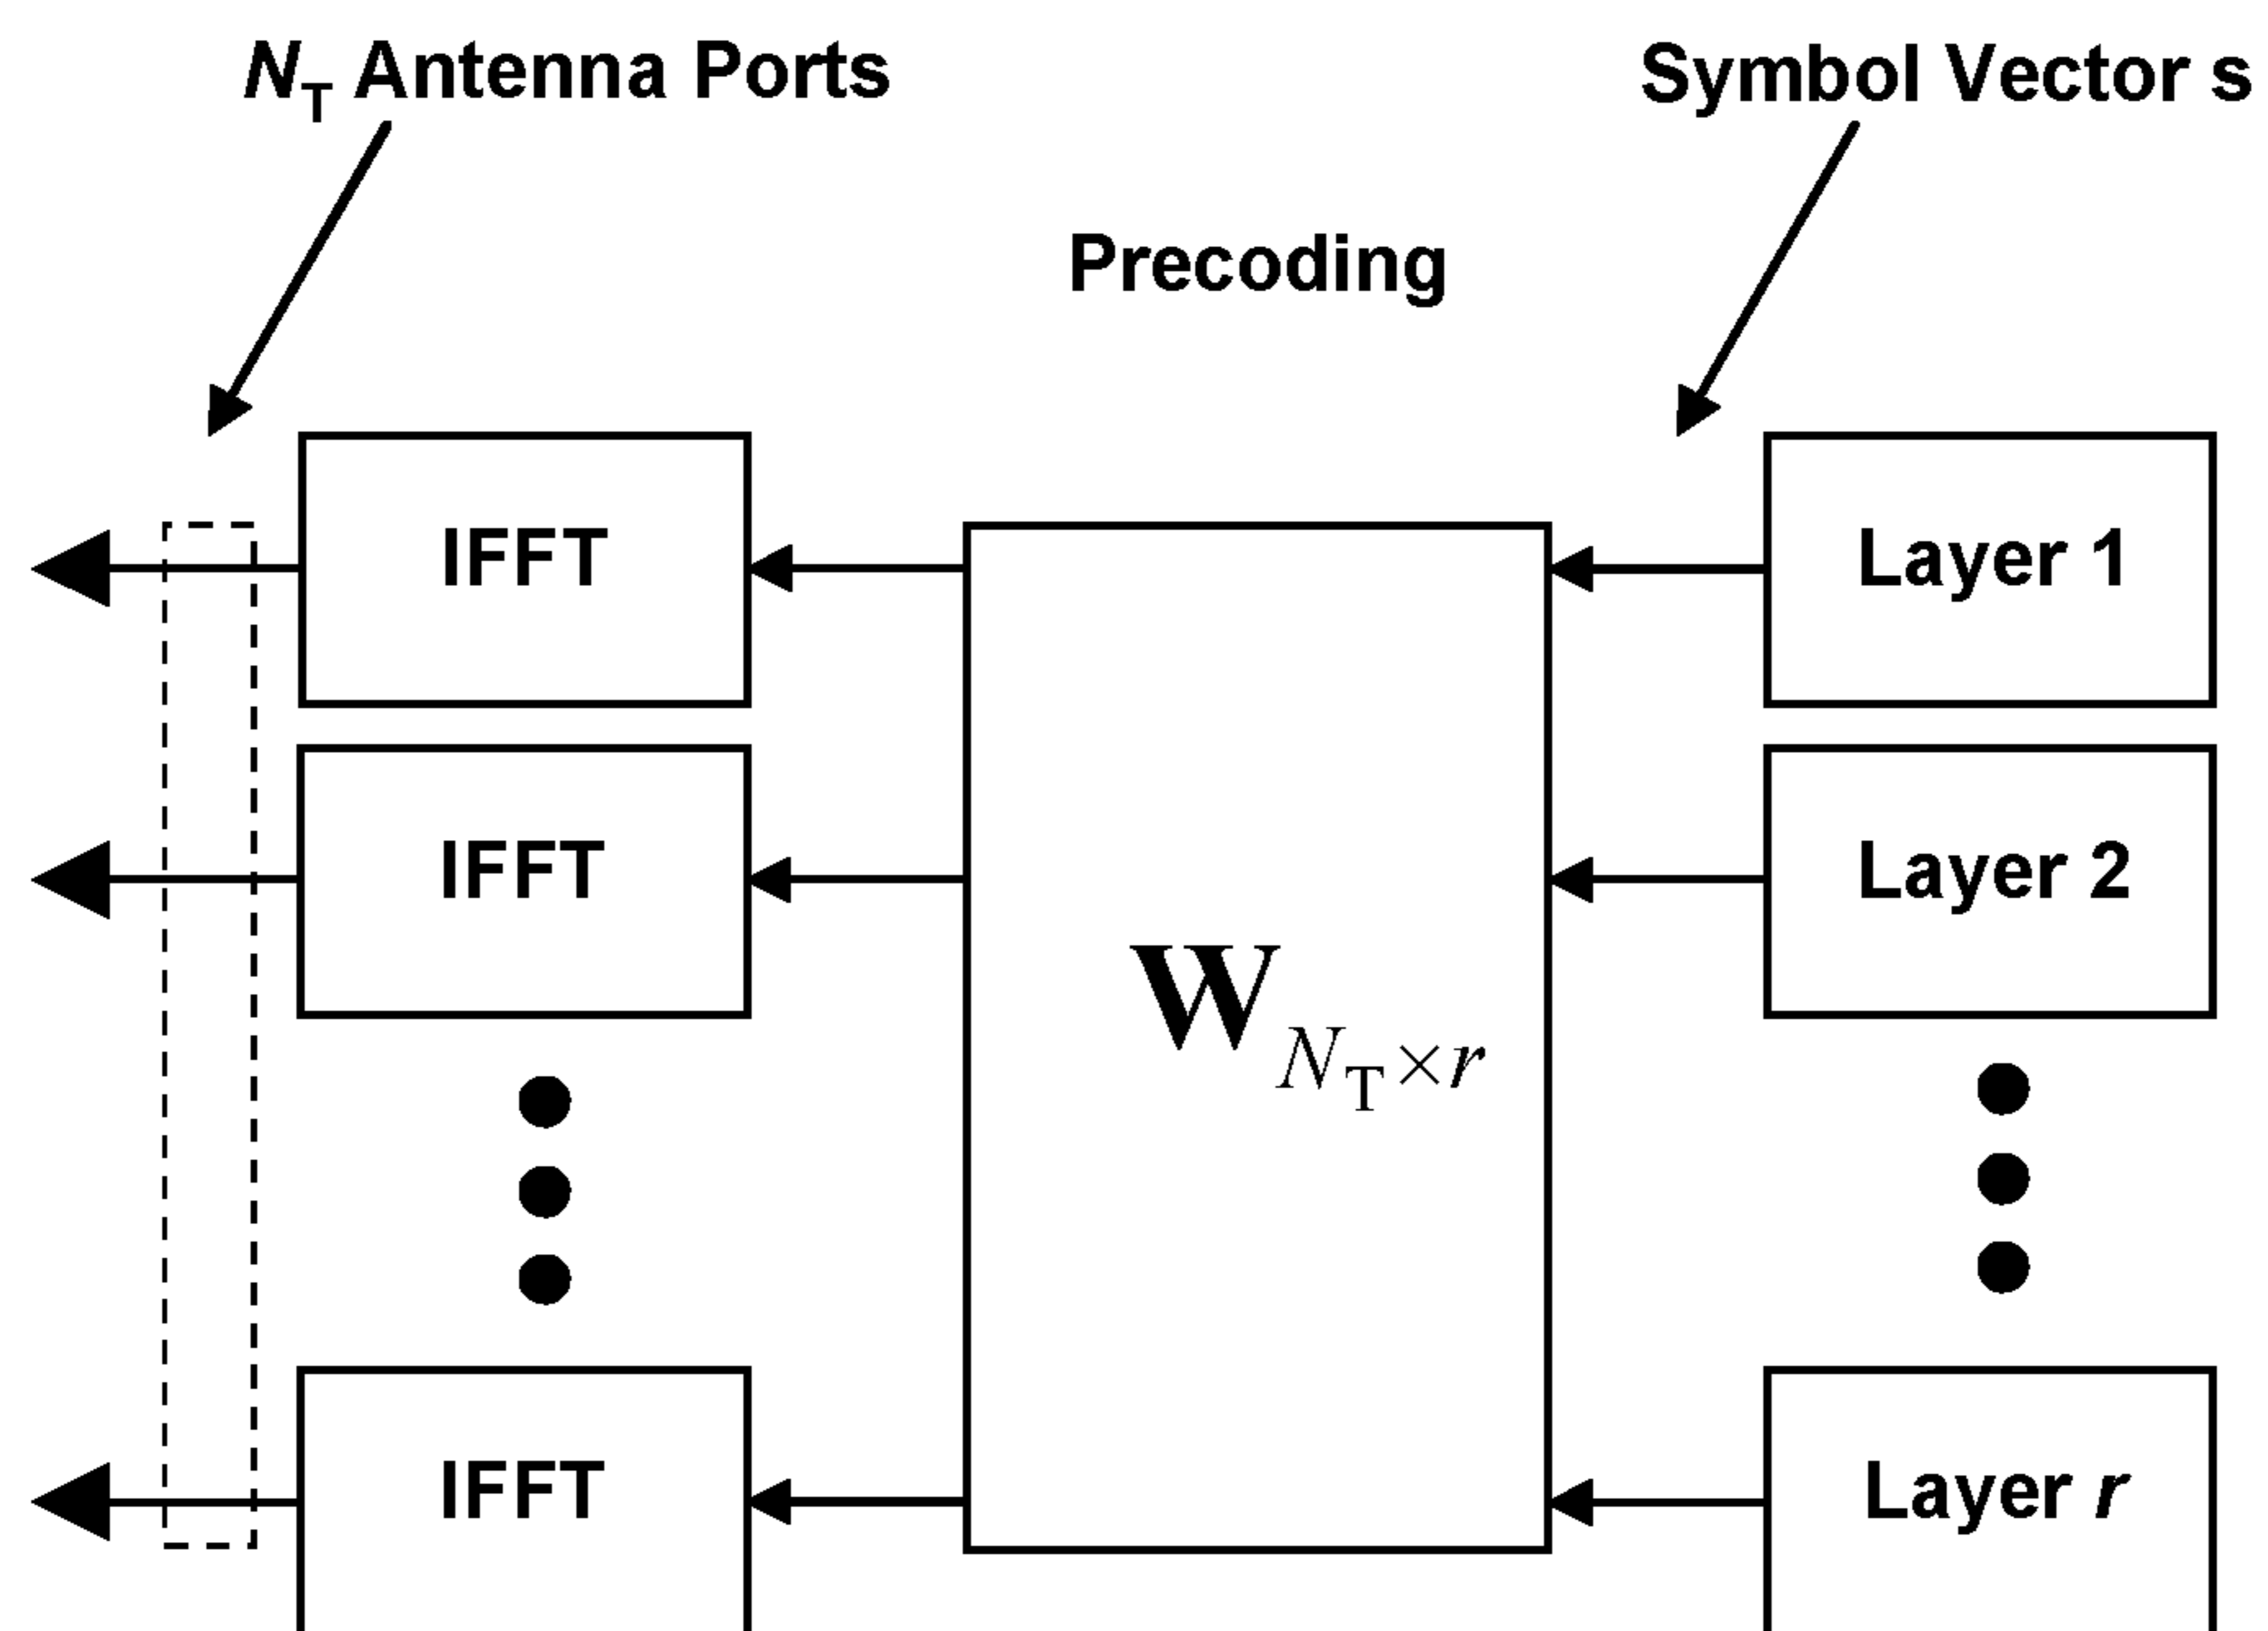 N_T Antenna Ports
Symbol Vector s
Precoding
IFFT
Layer 1
IFFT
Layer 2
W_{N_T×r}
IFFT
Layer r